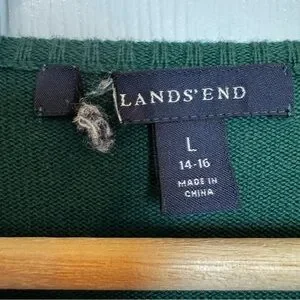 LANDS' END
L
14-16
MADE IN
CHINA